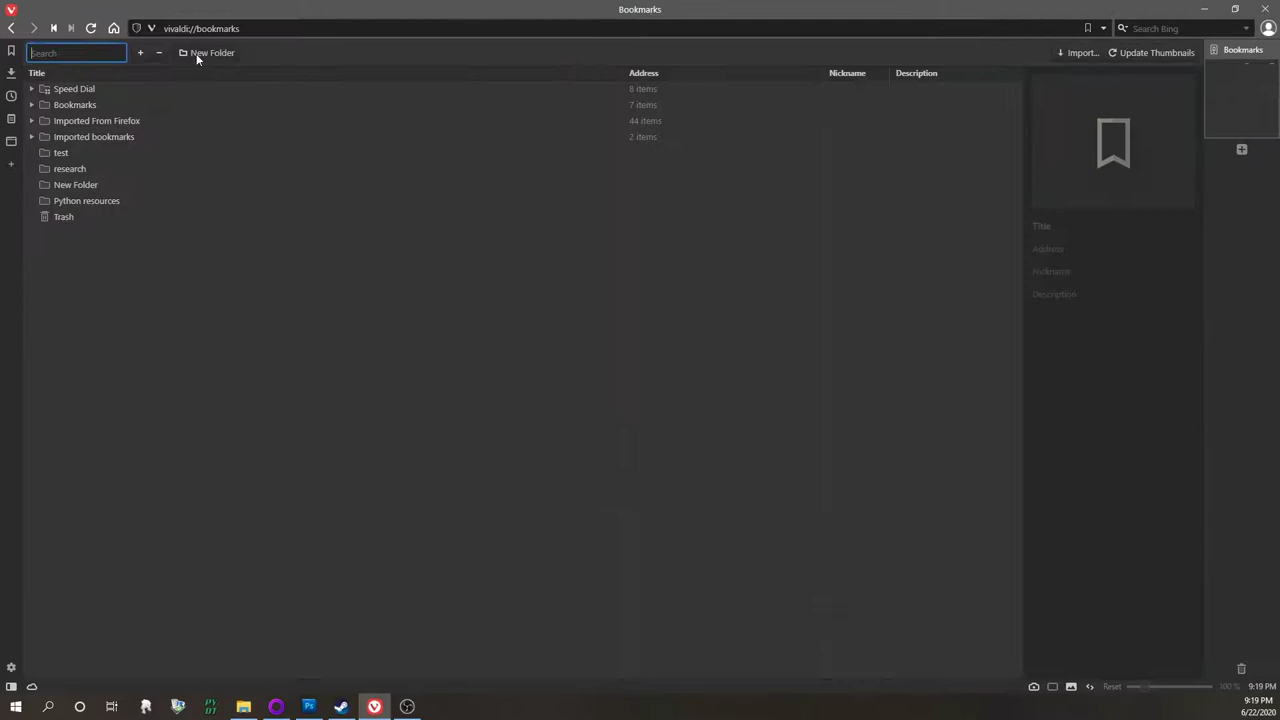 Bookmarks
vivaldi://bookmarks
Search Bing
Search
New Folder
Import...
Update Thumbnails
Bookmarks
Title
Address
Nickname
Description
Speed Dial
8 items
Bookmarks
7 items
Imported From Firefox
44 items
Imported bookmarks
2 items
test
research
New Folder
Python resources
Trash
Title
Address
Nickname
Description
Reset
100 %
9:19 PM
9:19 PM
6/22/2020